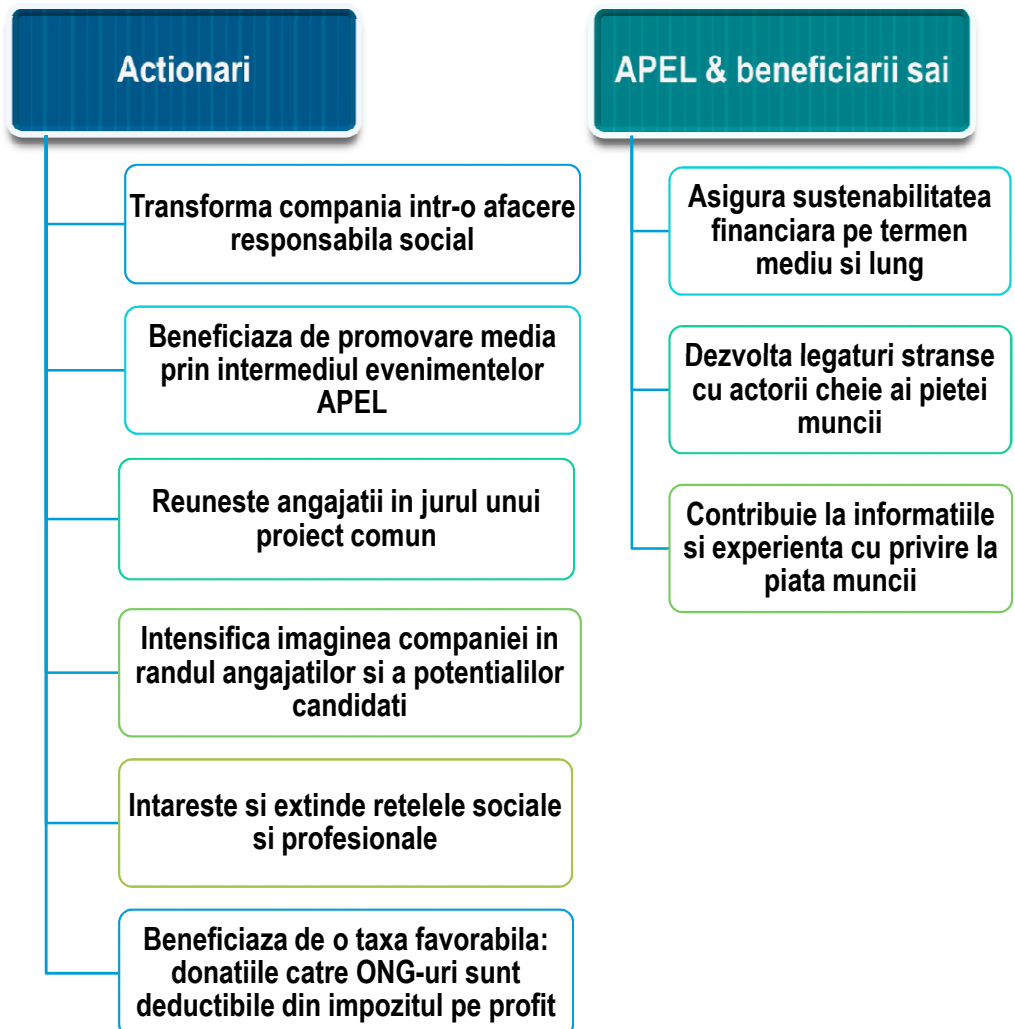 Actionari
Transforma compania intr-o afacere
responsabila social
Beneficiaza de promovare media
prin intermediul evenimentelor
APEL
Reuneste angajatii in jurul unui
proiect comun
Intensifica imaginea companiei in
randul angajatilor si a potentialilor
candidati
Intareste si extinde retelele sociale
si profesionale
Beneficiaza de o taxa favorabila:
donatiile catre ONG-uri sunt
deductibile din impozitul pe profit
APEL & beneficiarii sai
Asigura sustenabilitatea
financiara pe termen
mediu si lung
Dezvolta legaturi stranse
cu actorii cheie ai pietei
muncii
Contribuie la informatiile
si experienta cu privire la
piata muncii